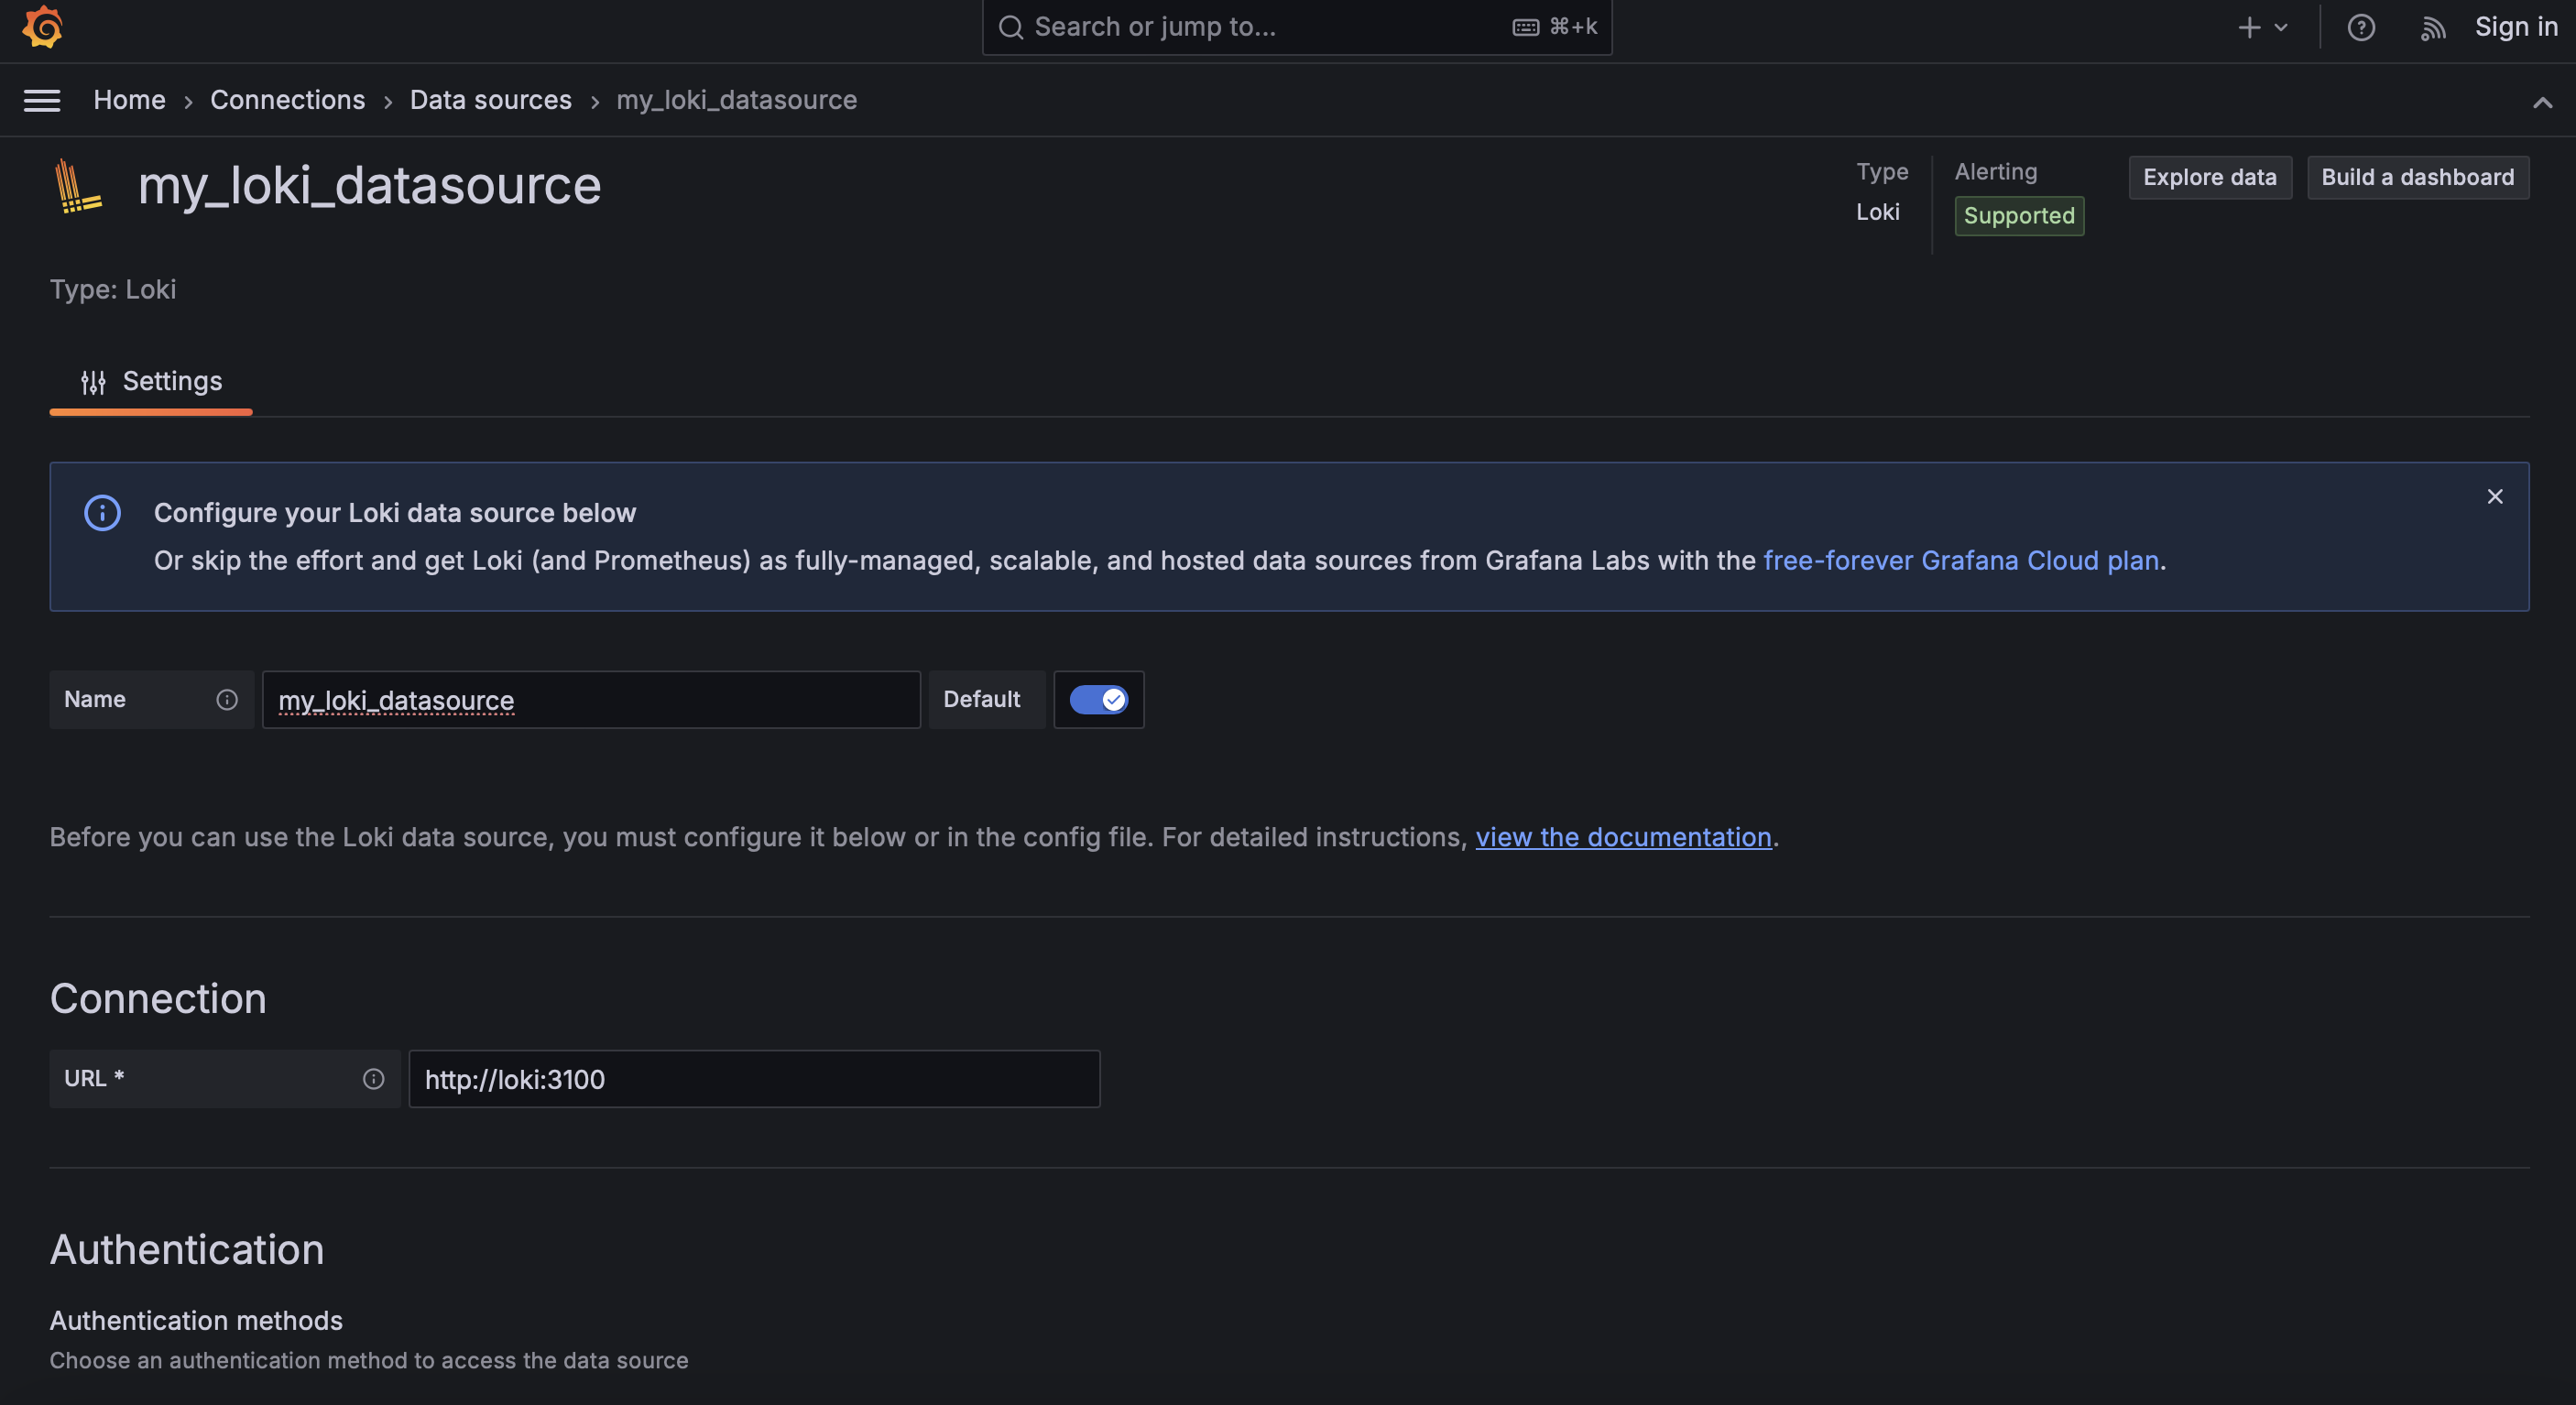 Search or jump to...
⌘+k
Sign in
Home › Connections › Data sources › my_loki_datasource
my_loki_datasource
Type
Loki
Alerting
Supported
Explore data
Build a dashboard
Type: Loki
Settings
Configure your Loki data source below
Or skip the effort and get Loki (and Prometheus) as fully-managed, scalable, and hosted data sources from Grafana Labs with the free-forever Grafana Cloud plan.
Name
my_loki_datasource
Default
Before you can use the Loki data source, you must configure it below or in the config file. For detailed instructions, view the documentation.
Connection
URL *
http://loki:3100
Authentication
Authentication methods
Choose an authentication method to access the data source